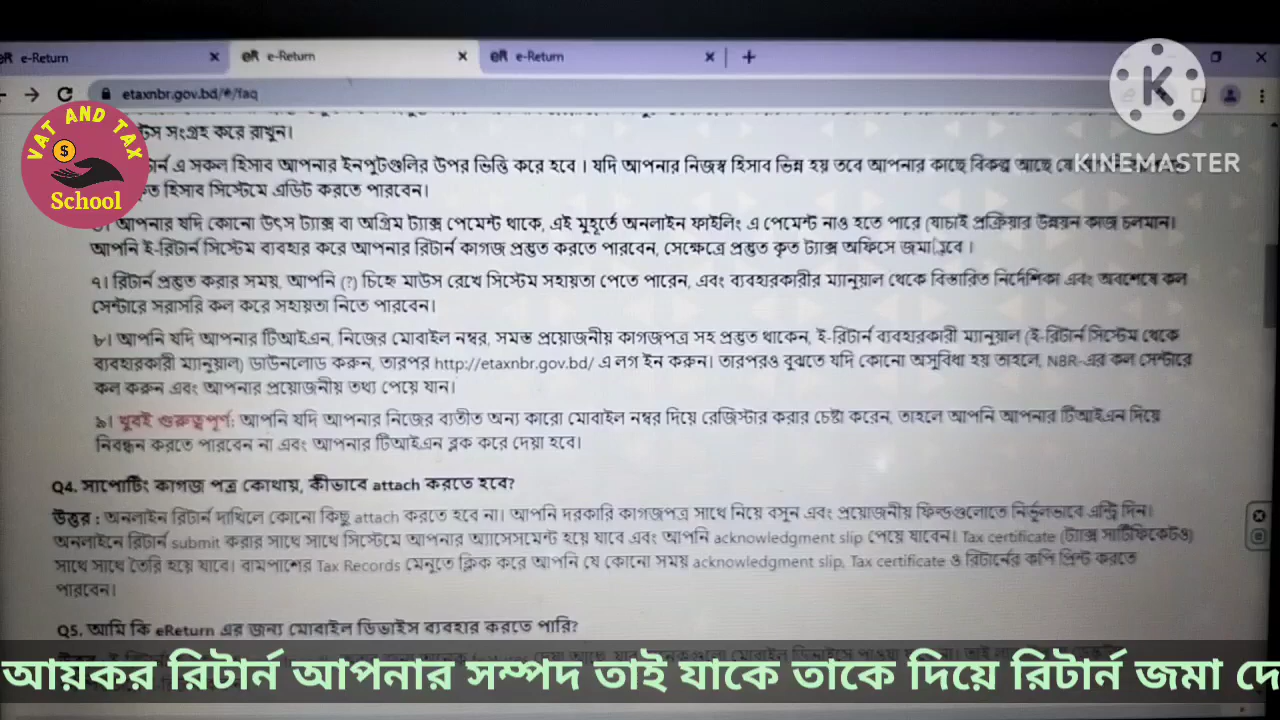 eR e-Return × eR e-Return × eR e-Return × +
etaxnbr.gov.bd/#/faq
VAT AND TAX
School
KINEMASTER
সংগ্রহ করে রাখুন।
এ সকল হিসাব আপনার ইনপুটগুলির উপর ভিত্তি করে হবে । যদি আপনার নিজস্ব হিসাব ভিন্ন হয় তবে আপনার কাছে বিকল্প আছে
হিসাব সিস্টেমে এডিট করতে পারবেন।
আপনার যদি কোনো উৎস ট্যাক্স বা অগ্রিম ট্যাক্স পেমেন্ট থাকে, এই মুহূর্তে অনলাইন ফাইলিং এ পেমেন্ট নাও হতে পারে (যাচাই প্রক্রিয়ার উন্নয়ন কাজ চলমান।
আপনি ই-রিটার্ন সিস্টেম ব্যবহার করে আপনার রিটার্ন কাগজ প্রস্তুত করতে পারবেন, সেক্ষেত্রে প্রস্তুত কৃত ট্যাক্স অফিসে জমা
৭। রিটার্ন প্রস্তুত করার সময়, আপনি (?) চিহ্নে মাউস রেখে সিস্টেম সহায়তা পেতে পারেন, এবং ব্যবহারকারীর ম্যানুয়াল থেকে বিস্তারিত নির্দেশিকা এবং অবশেষে কল
সেন্টারে সরাসরি কল করে সহায়তা নিতে পারবেন।
৮। আপনি যদি আপনার টিআইএন, নিজের মোবাইল নম্বর, সমস্ত প্রয়োজনীয় কাগজপত্র সহ প্রস্তুত থাকেন, ই-রিটার্ন ব্যবহারকারী ম্যানুয়াল (ই-রিটার্ন সিস্টেম থেকে
ব্যবহারকারী ম্যানুয়াল) ডাউনলোড করুন, তারপর http://etaxnbr.gov.bd/ এ লগ ইন করুন। তারপরও বুঝতে যদি কোনো অসুবিধা হয় তাহলে, NBR-এর কল সেন্টারে
কল করুন এবং আপনার প্রয়োজনীয় তথ্য পেয়ে যান।
৯। খুবই গুরুত্বপূর্ণ: আপনি যদি আপনার নিজের ব্যতীত অন্য কারো মোবাইল নম্বর দিয়ে রেজিস্টার করার চেষ্টা করেন, তাহলে আপনি আপনার টিআইএন দিয়ে
নিবন্ধন করতে পারবেন না এবং আপনার টিআইএন ব্লক করে দেয়া হবে।
Q4. সাপোর্টিং কাগজ পত্র কোথায়, কীভাবে attach করতে হবে?
উত্তর : অনলাইন রিটার্ন দাখিলে কোনো কিছু attach করতে হবে না। আপনি দরকারি কাগজপত্র সাথে নিয়ে বসুন এবং প্রয়োজনীয় ফিল্ডগুলোতে নির্ভুলভাবে এন্ট্রি দিন।
অনলাইনে রিটার্ন submit করার সাথে সাথে সিস্টেমে আপনার অ্যাসেসমেন্ট হয়ে যাবে এবং আপনি acknowledgment slip পেয়ে যাবেন। Tax certificate (ট্যাক্স সার্টিফিকেটও)
সাথে সাথে তৈরি হয়ে যাবে। বামপাশের Tax Records মেনুতে ক্লিক করে আপনি যে কোনো সময় acknowledgment slip, Tax certificate ও রিটার্নের কপি প্রিন্ট করতে
পারবেন।
Q5. আমি কি eReturn এর জন্য মোবাইল ডিভাইস ব্যবহার করতে পারি?
আয়কর রিটার্ন আপনার সম্পদ তাই যাকে তাকে দিয়ে রিটার্ন জমা দে